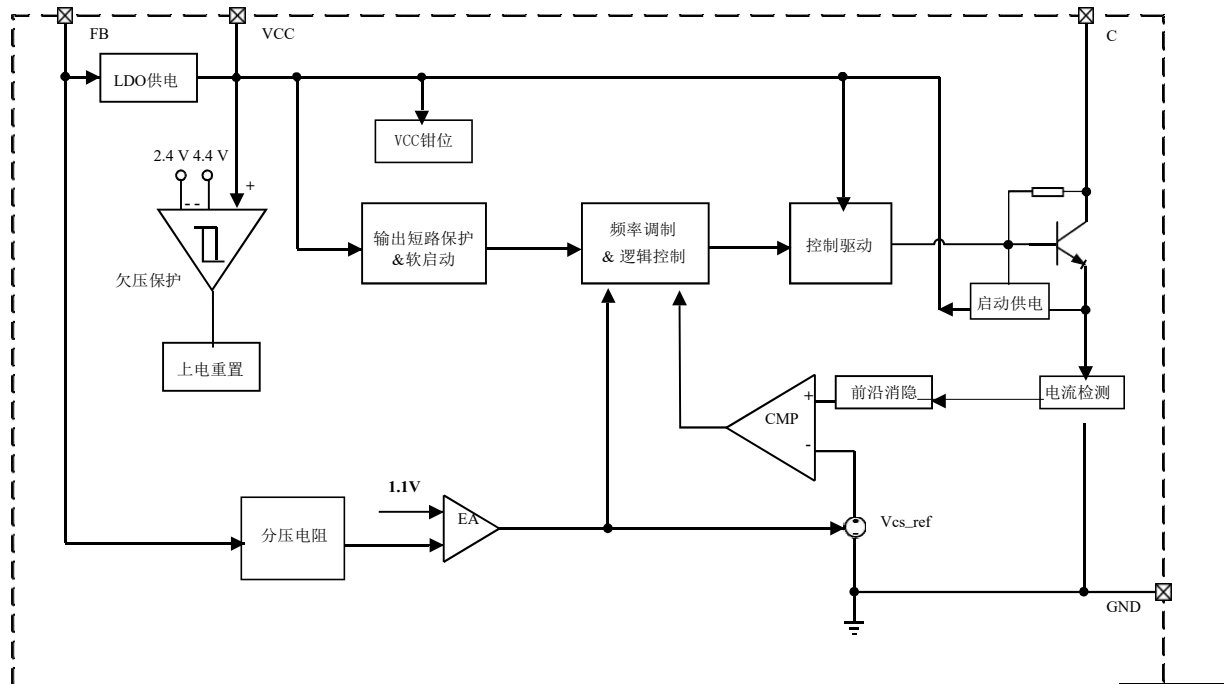 FB
VCC
C
LDO供电
VCC钳位
2.4 V 4.4 V
+
- -
输出短路保护
&软启动
频率调制
& 逻辑控制
控制驱动
欠压保护
启动供电
上电重置
+
CMP
-
前沿消隐
电流检测
1.1V
EA
分压电阻
Vcs_ref
GND